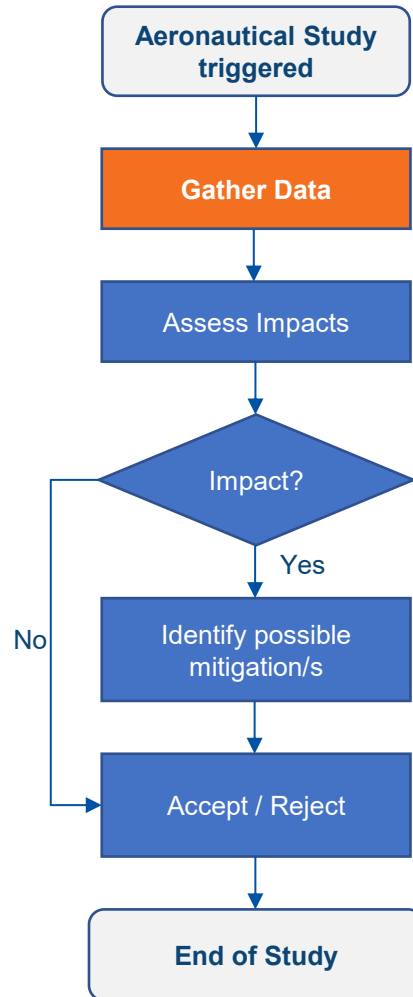 Aeronautical Study
triggered
Gather Data
Assess Impacts
Impact?
Yes
No
Identify possible
mitigation/s
Accept / Reject
End of Study